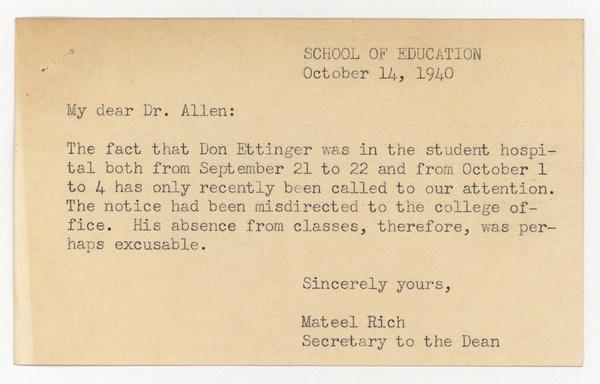 SCHOOL OF EDUCATION
October 14, 1940
My dear Dr. Allen:
The fact that Don Ettinger was in the student hospi-
tal both from September 21 to 22 and from October 1
to 4 has only recently been called to our attention.
The notice had been misdirected to the college of-
fice.  His absence from classes, therefore, was per-
haps excusable.
Sincerely yours,
Mateel Rich
Secretary to the Dean